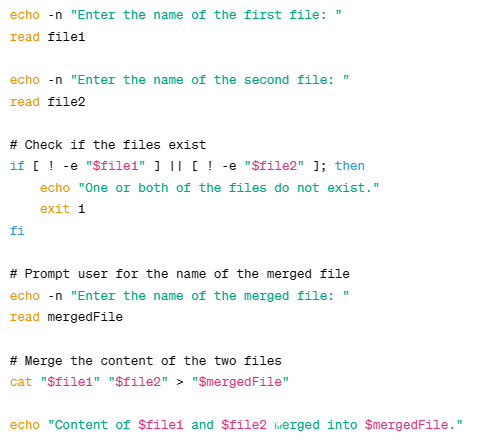 echo -n "Enter the name of the first file: "
read file1

echo -n "Enter the name of the second file: "
read file2

# Check if the files exist
if [ ! -e "$file1" ] || [ ! -e "$file2" ]; then
    echo "One or both of the files do not exist."
    exit 1
fi

# Prompt user for the name of the merged file
echo -n "Enter the name of the merged file: "
read mergedFile

# Merge the content of the two files
cat "$file1" "$file2" > "$mergedFile"

echo "Content of $file1 and $file2 into $mergedFile."